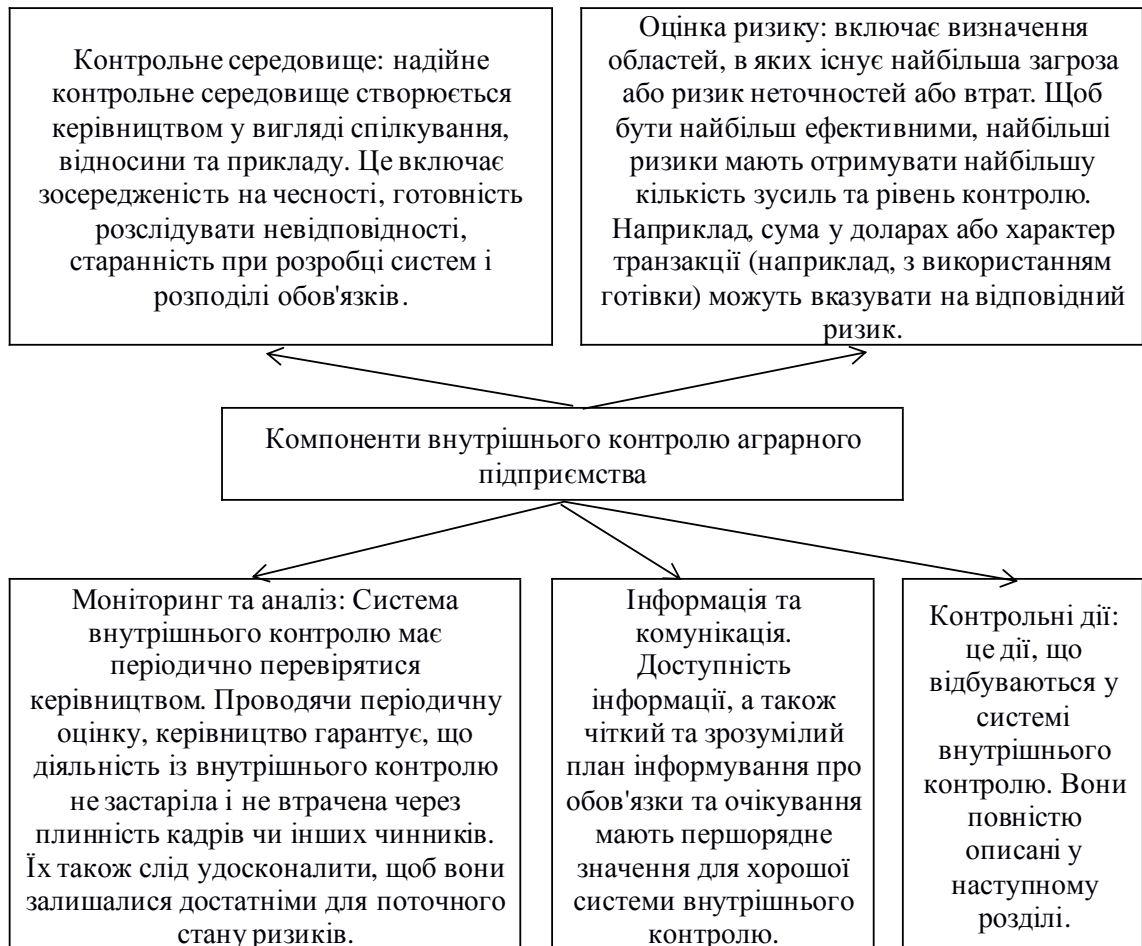 Контрольне середовище: надійне
контрольне середовище створюється
керівництвом у вигляді спілкування,
відносини та прикладу. Це включає
зосередженість на чесності, готовність
розслідувати невідповідності,
старанність при розробці систем і
розподілі обов'язків.
Оцінка ризику: включає визначення
областей, в яких існує найбільша загроза
або ризик неточностей або втрат. Щоб
бути найбільш ефективними, найбільші
ризики мають отримувати найбільшу
кількість зусиль та рівень контролю.
Наприклад, сума у доларах або характер
транзакції (наприклад, з використанням
готівки) можуть вказувати на відповідний
ризик.
Компоненти внутрішнього контролю аграрного
підприємства
Моніторинг та аналіз: Система
внутрішнього контролю має
періодично перевірятися
керівництвом. Проводячи періодичну
оцінку, керівництво гарантує, що
діяльність із внутрішнього контролю
не застаріла і не втрачена через
плинність кадрів чи інших чинників.
Їх також слід удосконалити, щоб вони
залишалися достатніми для поточного
стану ризиків.
Інформація та
комунікація.
Доступність
інформації, а також
чіткий та зрозумілий
план інформування про
обов'язки та очікування
мають першорядне
значення для хорошої
системи внутрішнього
контролю.
Контрольні дії:
це дії, що
відбуваються у
системі
внутрішнього
контролю. Вони
повністю
описані у
наступному
розділі.